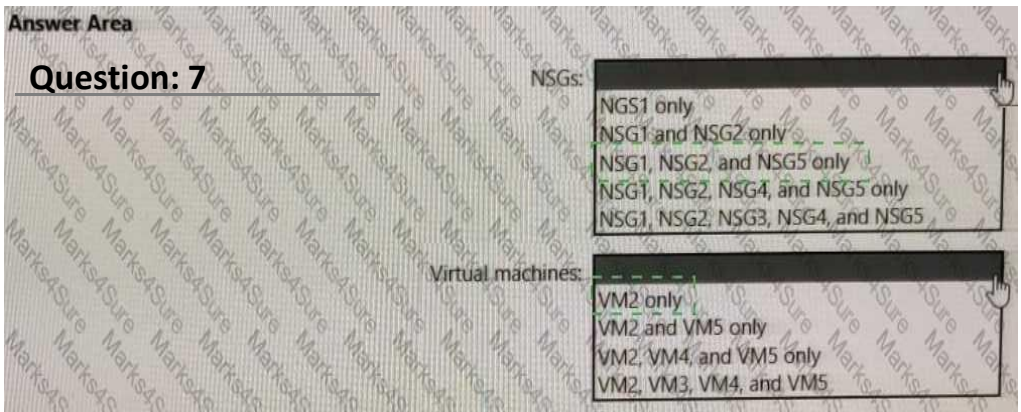 Answer Area
Question: 7
NSGs:
NGS1 only
NSG1 and NSG2 only
NSG1, NSG2, and NSG5 only
NSG1, NSG2, NSG4, and NSG5 only
NSG1, NSG2, NSG3, NSG4, and NSG5
Virtual machines:
VM2 only
VM2 and VM5 only
VM2, VM4, and VM5 only
VM2, VM3, VM4, and VM5
Marks4Sure